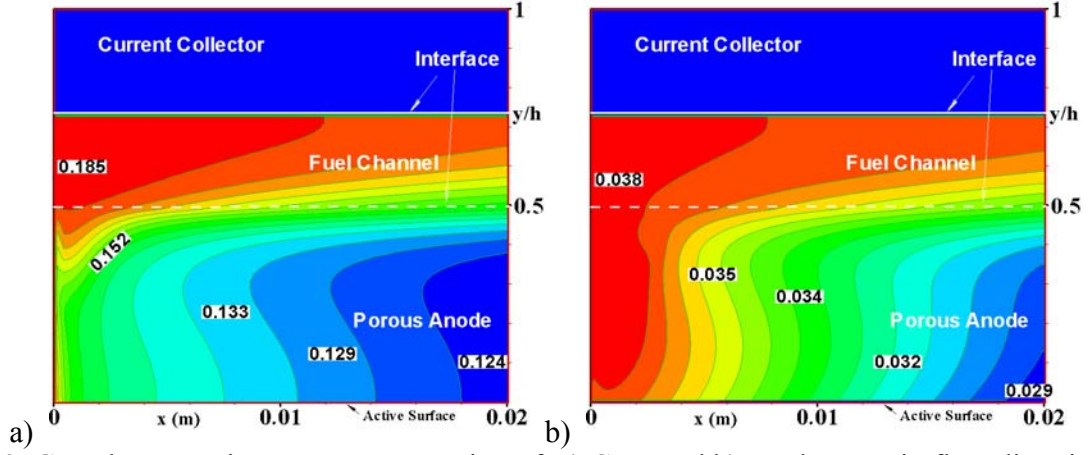 Current Collector
Interface
Fuel Channel
0.185
0.152
0.133
0.129
0.124
Porous Anode
1
y/h
0.5
0
x (m)
0.01
Active Surface
0.02
a)
Current Collector
Interface
Fuel Channel
0.038
0.035
0.034
0.032
0.029
Porous Anode
1
y/h
0.5
0
x (m)
0.01
Active Surface
0.02
b)